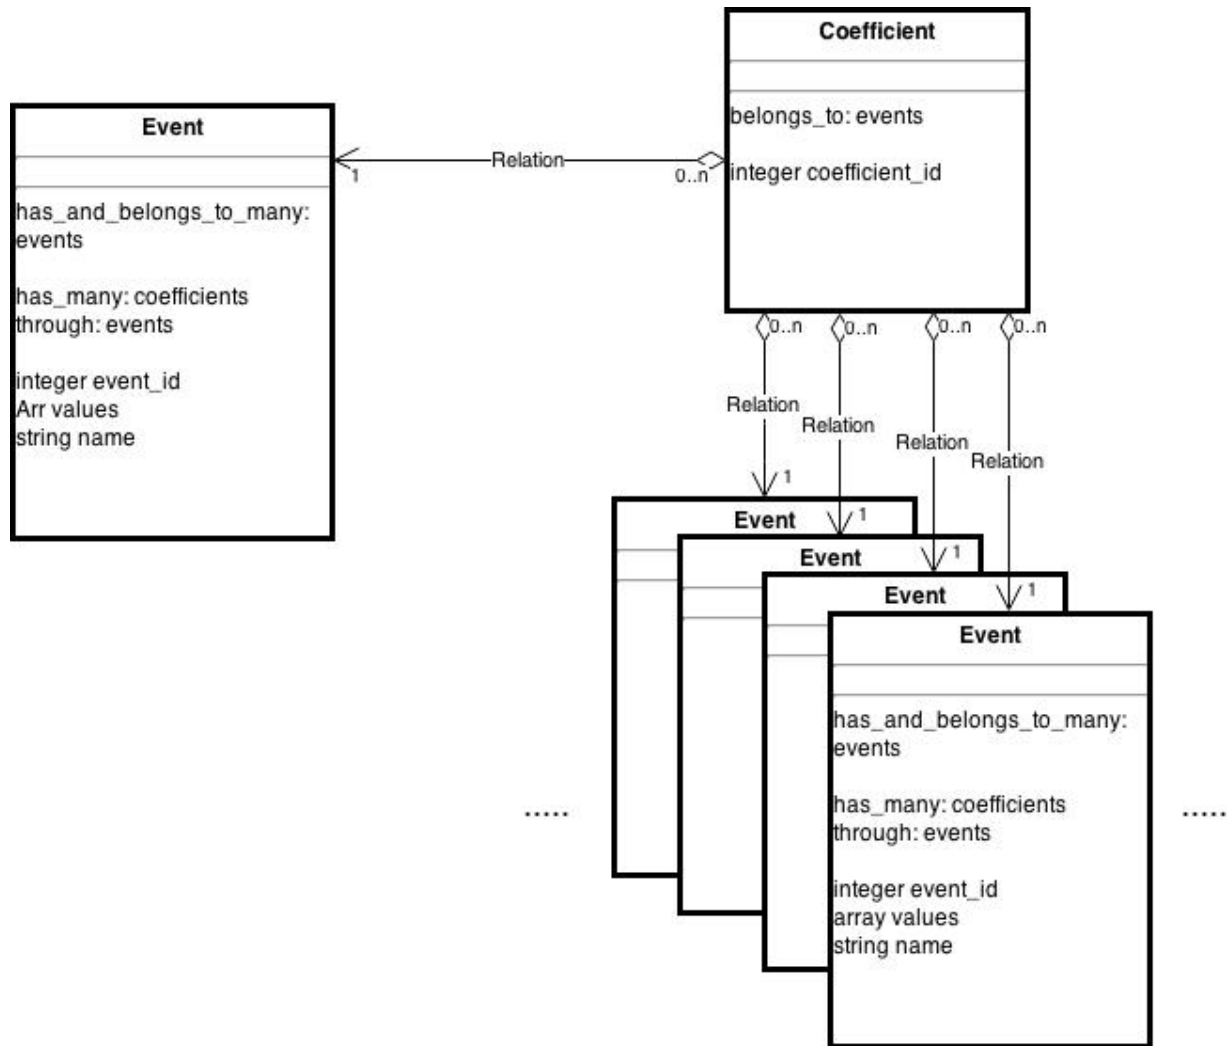 Coefficient
belongs_to: events
integer coefficient_id
Event
has_and_belongs_to_many:
events
has_many: coefficients
through: events
integer event_id
Arr values
string name
Relation
1
0..n
0..n
0..n
0..n
0..n
Relation
Relation
Relation
Relation
1
1
1
1
Event
Event
Event
Event
has_and_belongs_to_many:
events
has_many: coefficients
through: events
integer event_id
array values
string name
.....
.....